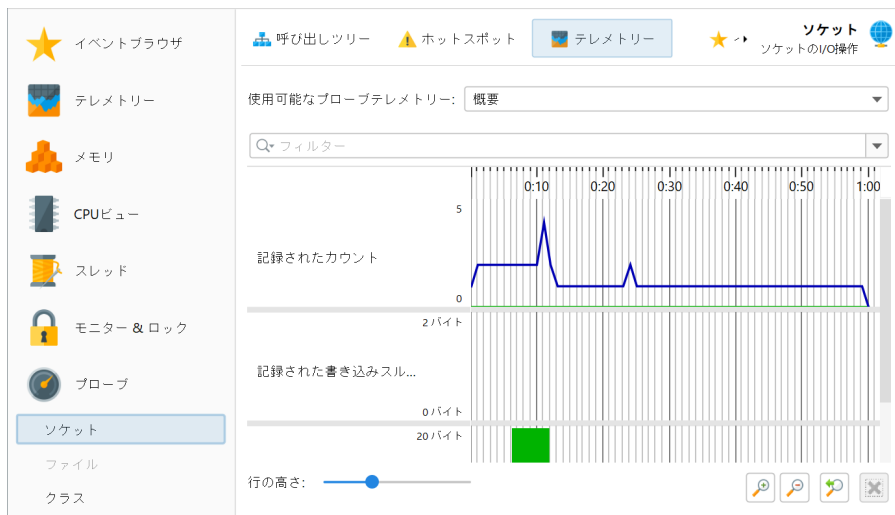 イベントブラウザ
テレメトリー
メモリ
CPUビュー
スレッド
モニター & ロック
プローブ
ソケット
ファイル
クラス
呼び出しツリー
ホットスポット
テレメトリー
ソケット
ソケットのI/O操作
使用可能なプローブテレメトリー:
概要
フィルター
0:10 0:20 0:30 0:40 0:50 1:00
5
記録されたカウント
0
2 バイト
記録された書き込みスル...
0 バイト
20 バイト
行の高さ: